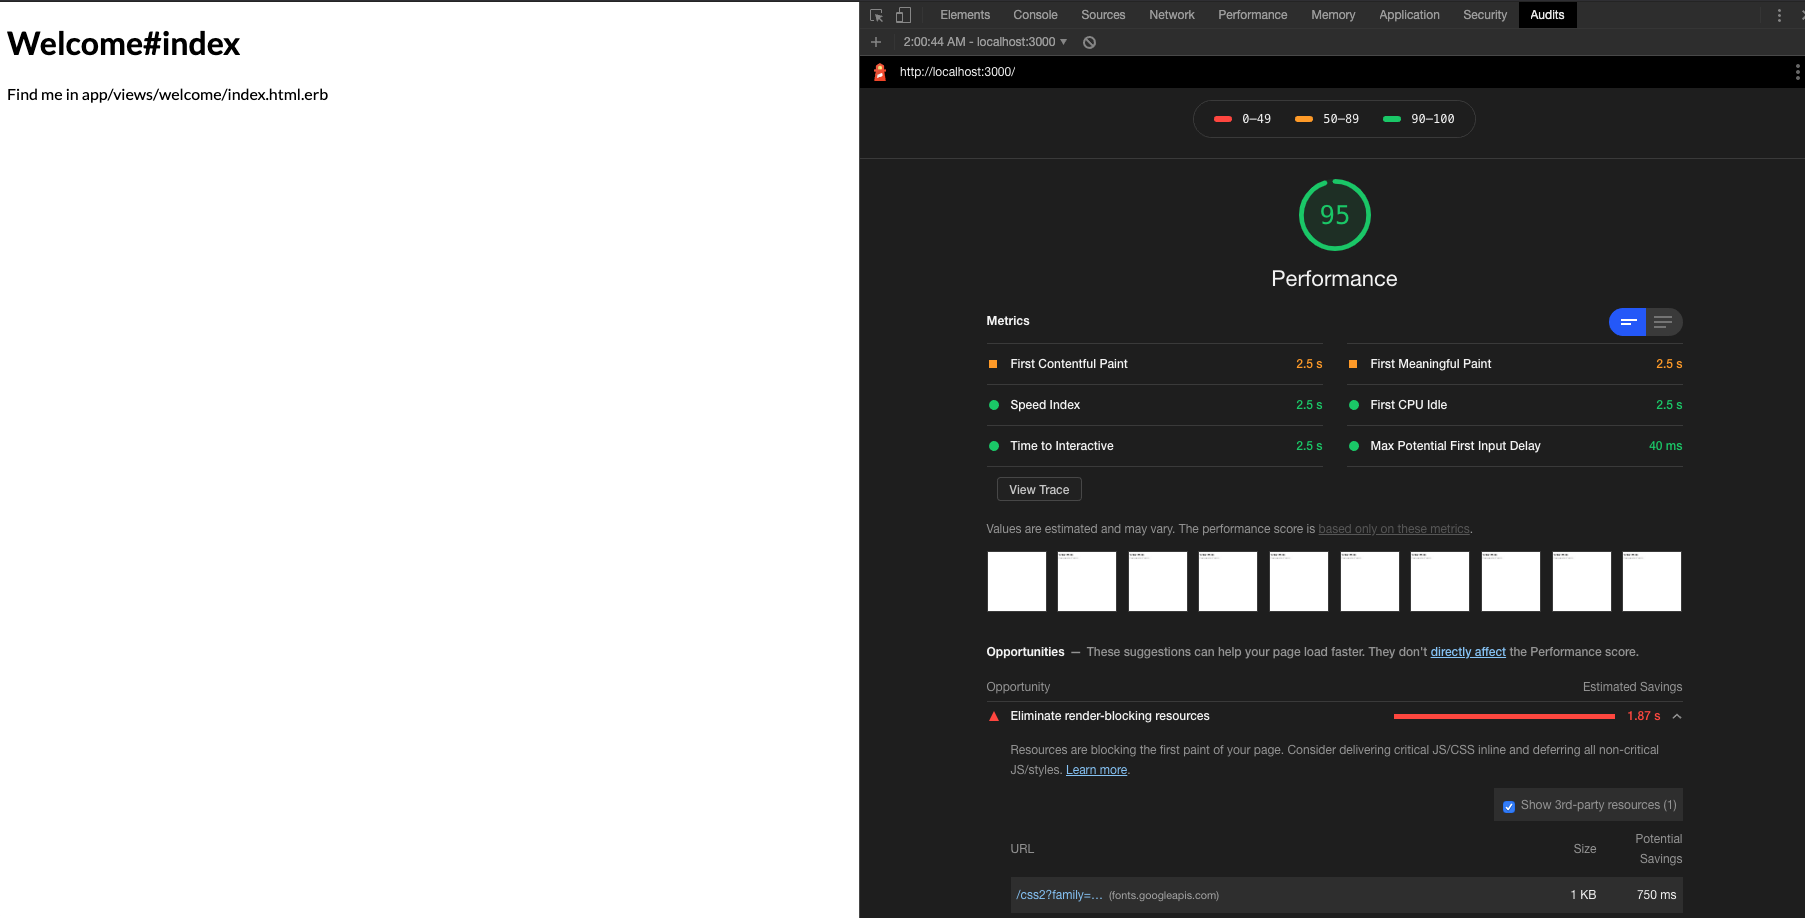 Welcome#index
Find me in app/views/welcome/index.html.erb
Elements Console Sources Network Performance Memory Application Security Audits
2:00:44 AM - localhost:3000
http://localhost:3000/
0–49 50–89 90–100
95
Performance
Metrics
First Contentful Paint 2.5 s First Meaningful Paint 2.5 s
Speed Index 2.5 s First CPU Idle 2.5 s
Time to Interactive 2.5 s Max Potential First Input Delay 40 ms
View Trace
Values are estimated and may vary. The performance score is based only on these metrics.
Opportunities — These suggestions can help your page load faster. They don't directly affect the Performance score.
Opportunity Estimated Savings
Eliminate render-blocking resources 1.87 s
Resources are blocking the first paint of your page. Consider delivering critical JS/CSS inline and deferring all non-critical
JS/styles. Learn more.
Show 3rd-party resources (1)
URL Size Potential
Savings
/css2?family=… (fonts.googleapis.com) 1 KB 750 ms